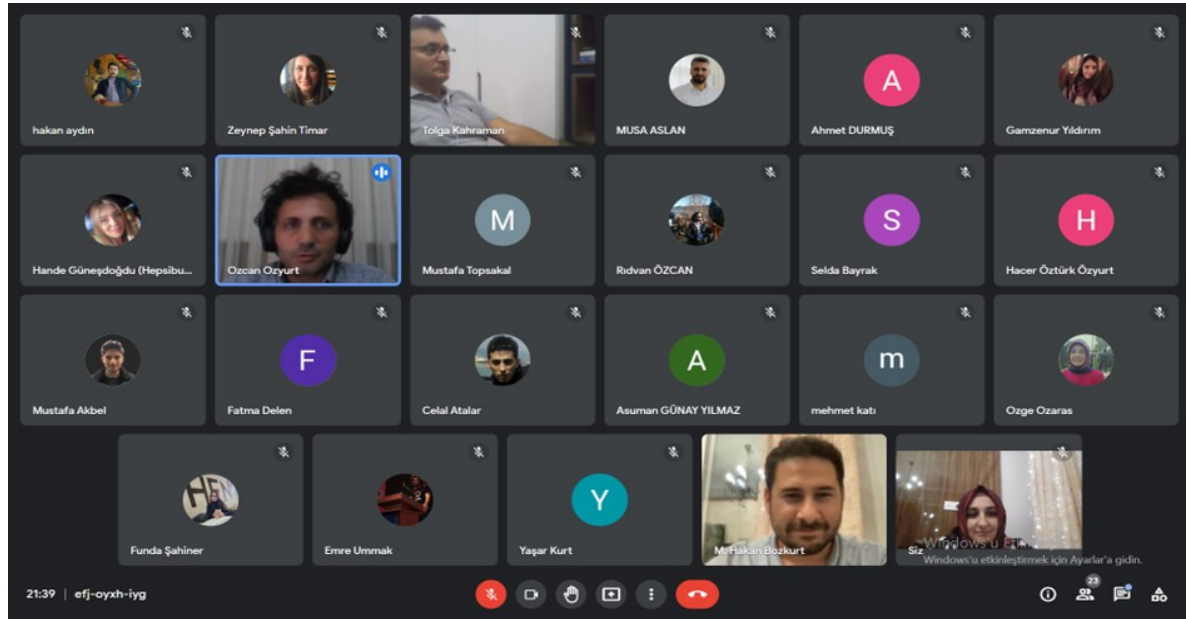 hakan aydın
Zeynep Şahin Timar
Tolga Kahraman
MUSA ASLAN
A
Ahmet DURMUŞ
Gamzenur Yıldırım
Hande Güneşdoğdu (Hepsibu...
Ozcan Ozyurt
M
Mustafa Topsakal
Rıdvan ÖZCAN
S
Selda Bayrak
H
Hacer Öztürk Özyurt
Mustafa Akbel
F
Fatma Delen
Celal Atalar
A
Asuman GÜNAY YILMAZ
m
mehmet katı
Ozge Ozaras
Funda Şahiner
Emre Ummak
Y
Yaşar Kurt
M. Hakan Bozkurt
Siz
Windows'u
Windows'u etkinleştirmek için Ayarlar'a gidin.
21:39 | efj-oyxh-iyg
23